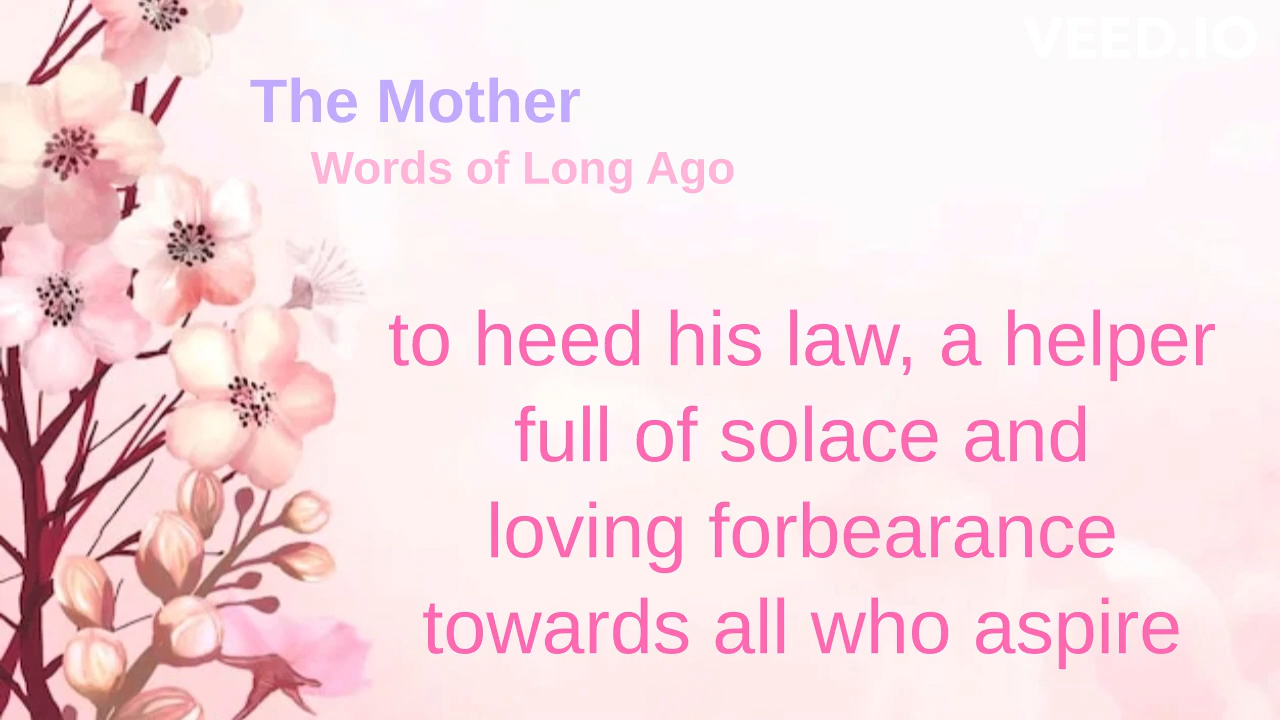 VEED.IO
The Mother
Words of Long Ago
to heed his law, a helper
full of solace and
loving forbearance
towards all who aspire